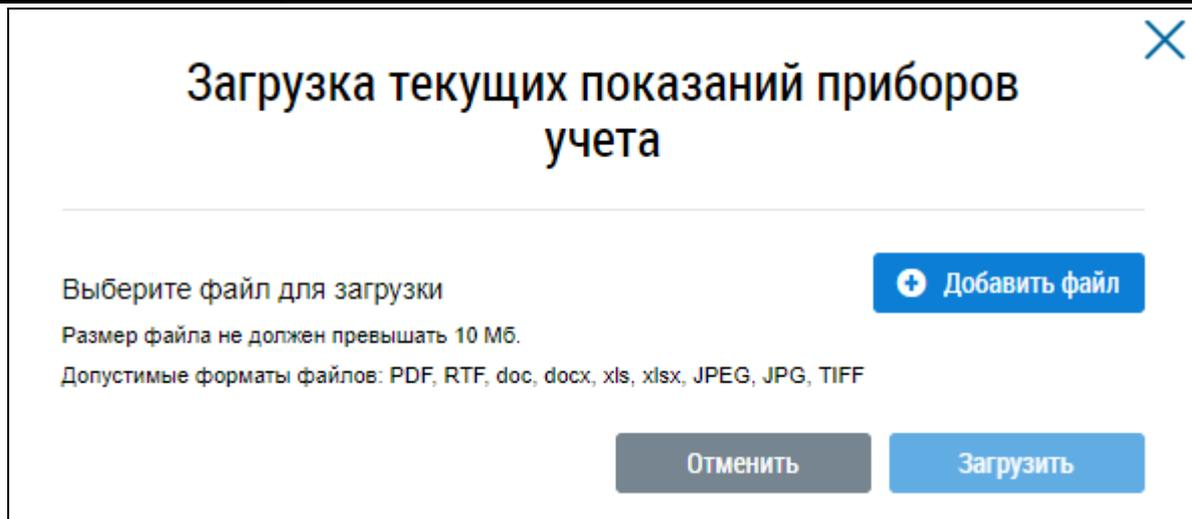 Загрузка текущих показаний приборов
учета
Выберите файл для загрузки
Добавить файл
Размер файла не должен превышать 10 Мб.
Допустимые форматы файлов: PDF, RTF, doc, docx, xls, xlsx, JPEG, JPG, TIFF
Отменить
Загрузить